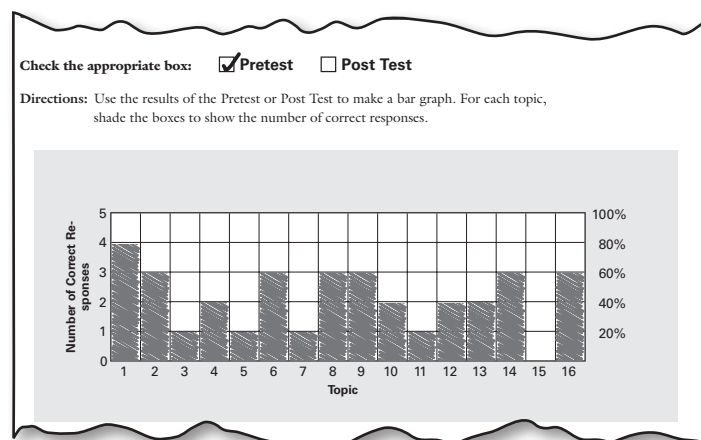 Check the appropriate box: Pretest Post Test
Directions: Use the results of the Pretest or Post Test to make a bar graph. For each topic,
shade the boxes to show the number of correct responses.
Number of Correct Re-
sponses
5
4
3
2
1
0
100%
80%
60%
40%
20%
1 2 3 4 5 6 7 8 9 10 11 12 13 14 15 16
Topic